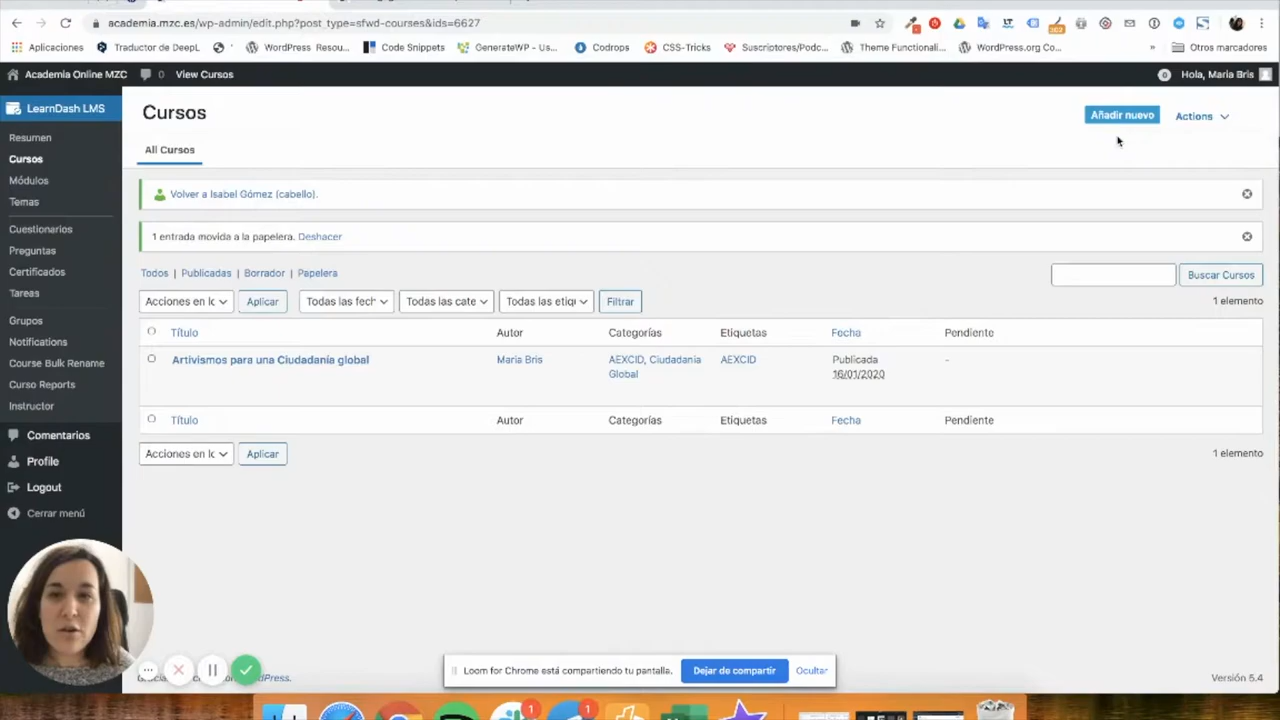 academia.mzc.es/wp-admin/edit.php?post_type=sfwd-courses&ids=6627
Aplicaciones Traductor de DeepL WordPress Resou... Code Snippets GenerateWP - Us... Codrops CSS-Tricks Suscriptores/Podc... Theme Functionali... WordPress.org Co... » Otros marcadores
Academia Online MZC 0 View Cursos 0 Hola, Maria Bris
LearnDash LMS
Resumen
Cursos
Módulos
Temas
Cuestionarios
Preguntas
Certificados
Tareas
Grupos
Notifications
Course Bulk Rename
Curso Reports
Instructor
Comentarios
Profile
Logout
Cerrar menú
Cursos
Añadir nuevo Actions
All Cursos
Volver a Isabel Gómez (cabello).
1 entrada movida a la papelera. Deshacer
Todos | Publicadas | Borrador | Papelera
Buscar Cursos
Acciones en lo Aplicar Todas las fech Todas las cate Todas las etiqu Filtrar
1 elemento
Título Autor Categorías Etiquetas Fecha Pendiente
Artivismos para una Ciudadanía global Maria Bris AEXCID, Ciudadanía Global AEXCID Publicada 16/01/2020 -
Título Autor Categorías Etiquetas Fecha Pendiente
Acciones en lo Aplicar
1 elemento
Loom for Chrome está compartiendo tu pantalla. Dejar de compartir Ocultar
Versión 5.4
1 1